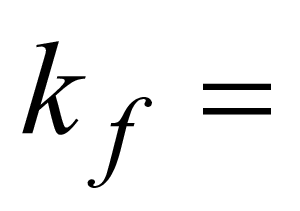 k_f =